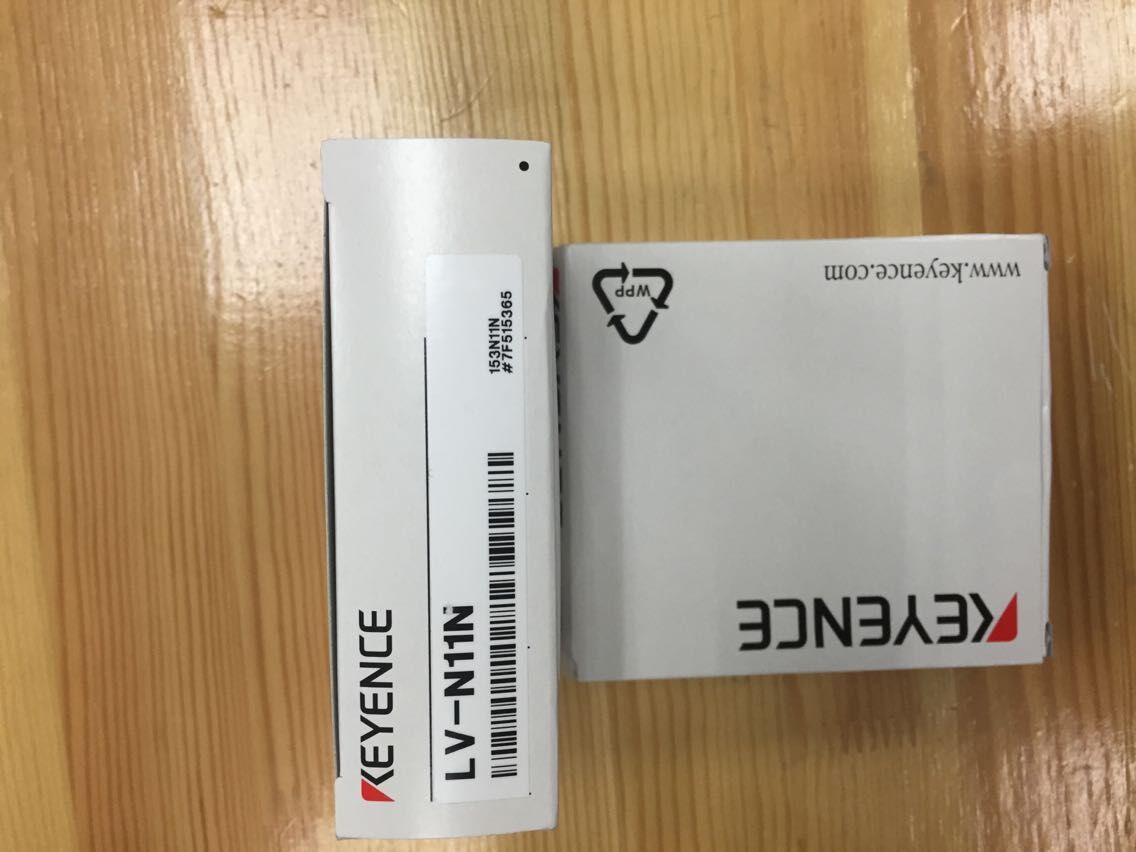 KEYENCE
LV-N11N
153N11N
#7F515365
www.keyence.com
WPP
KEYENCE